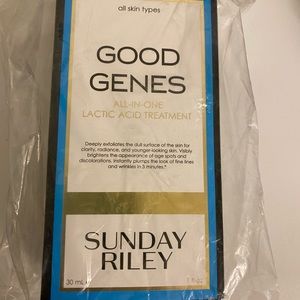 all skin types
GOOD
GENES
ALL-IN-ONE
LACTIC ACID TREATMENT
Deeply exfoliates the dull surface of the skin for
clarity, radiance, and younger-looking skin. Visibly
brightens the appearance of age spots and
discolorations. Instantly plumps the look of fine lines
and wrinkles in 3 minutes.*
SUNDAY
RILEY
30 mL